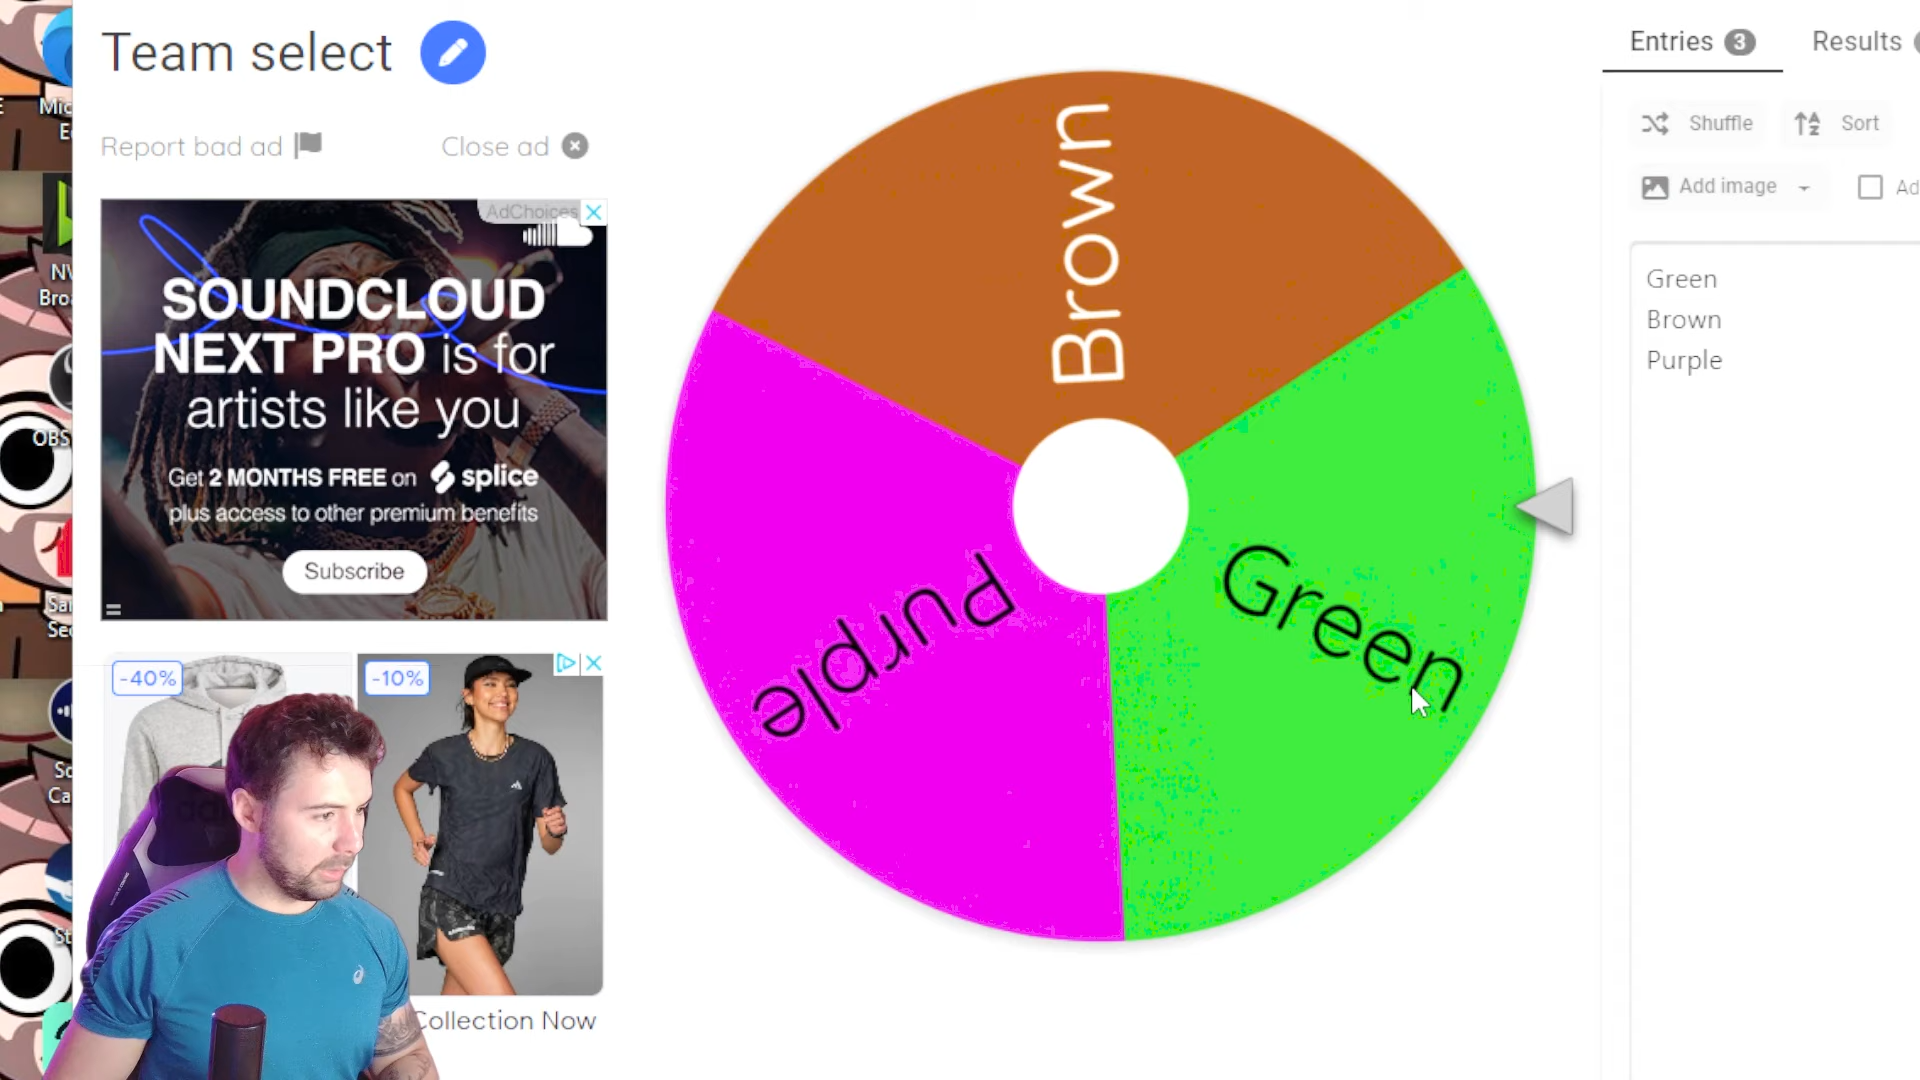 Team select
Report bad ad
Close ad
AdChoices
SOUNDCLOUD
NEXT PRO is for
artists like you
Get 2 MONTHS FREE on splice
plus access to other premium benefits
Subscribe
-40%
-10%
Collection Now
Brown
Green
Purple
Entries 3
Results
Shuffle
Sort
Add image
Green
Brown
Purple